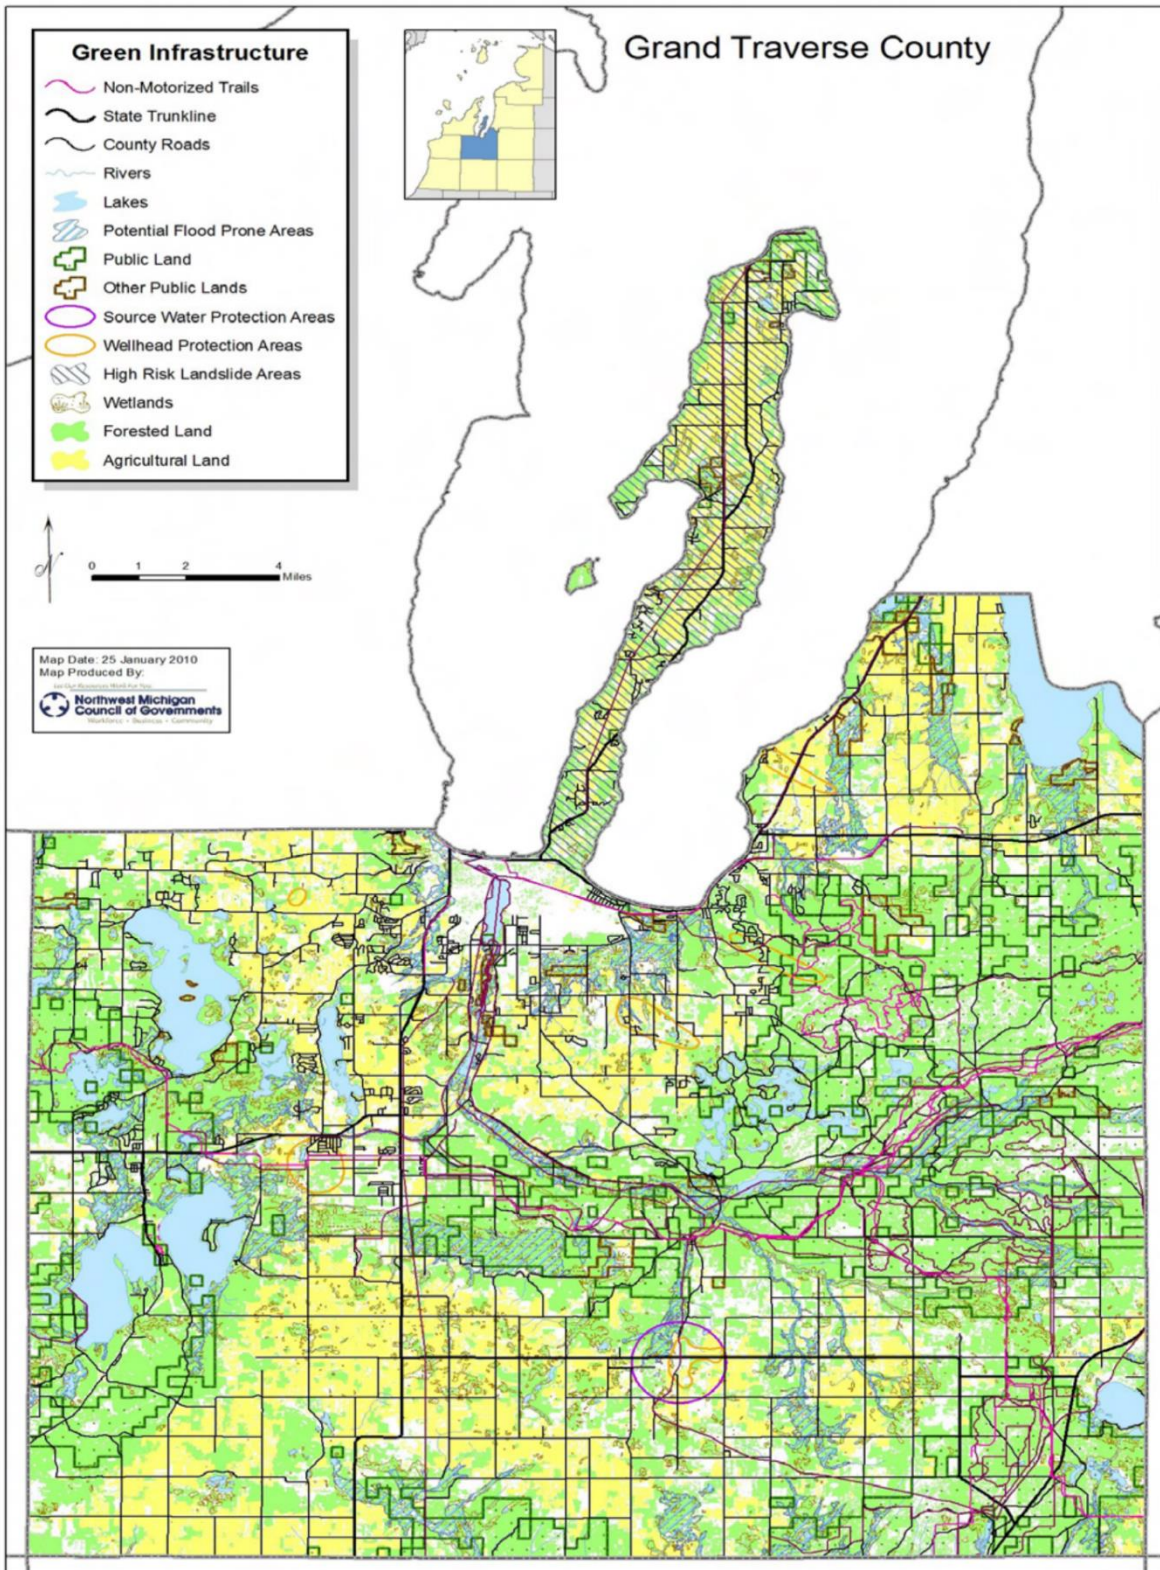 Grand Traverse County
Green Infrastructure
Non-Motorized Trails
State Trunkline
County Roads
Rivers
Lakes
Potential Flood Prone Areas
Public Land
Other Public Lands
Source Water Protection Areas
Wellhead Protection Areas
High Risk Landslide Areas
Wetlands
Forested Land
Agricultural Land
N
0 1 2 4
Miles
Map Date: 25 January 2010
Map Produced By:
Northwest Michigan
Council of Governments
Workforce • Business • Community